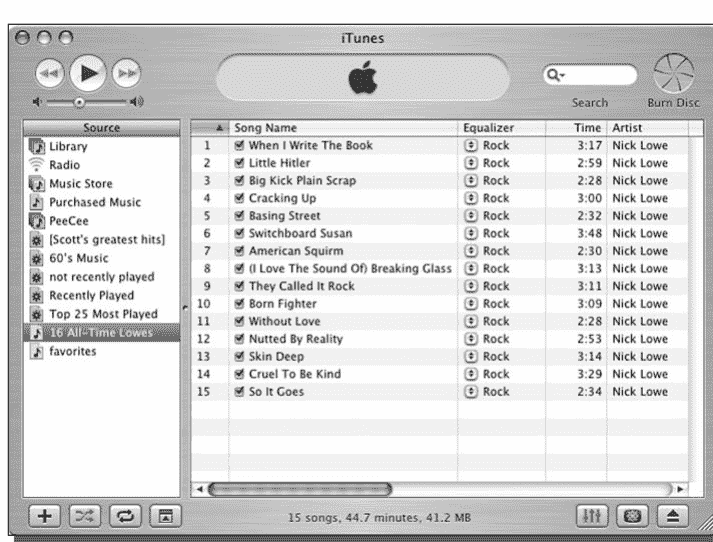 iTunes
Search
Burn Disc
Source
Library
Radio
Music Store
Purchased Music
PeeCee
[Scott's greatest hits]
60's Music
not recently played
Recently Played
Top 25 Most Played
16 All-Time Lowes
favorites
Song Name Equalizer Time Artist
1 When I Write The Book Rock 3:17 Nick Lowe
2 Little Hitler Rock 2:59 Nick Lowe
3 Big Kick Plain Scrap Rock 2:28 Nick Lowe
4 Cracking Up Rock 3:00 Nick Lowe
5 Basing Street Rock 2:32 Nick Lowe
6 Switchboard Susan Rock 3:48 Nick Lowe
7 American Squirm Rock 2:30 Nick Lowe
8 (I Love The Sound Of) Breaking Glass Rock 3:13 Nick Lowe
9 They Called It Rock Rock 3:11 Nick Lowe
10 Born Fighter Rock 3:09 Nick Lowe
11 Without Love Rock 2:28 Nick Lowe
12 Nutted By Reality Rock 2:53 Nick Lowe
13 Skin Deep Rock 3:14 Nick Lowe
14 Cruel To Be Kind Rock 3:29 Nick Lowe
15 So It Goes Rock 2:34 Nick Lowe
15 songs, 44.7 minutes, 41.2 MB